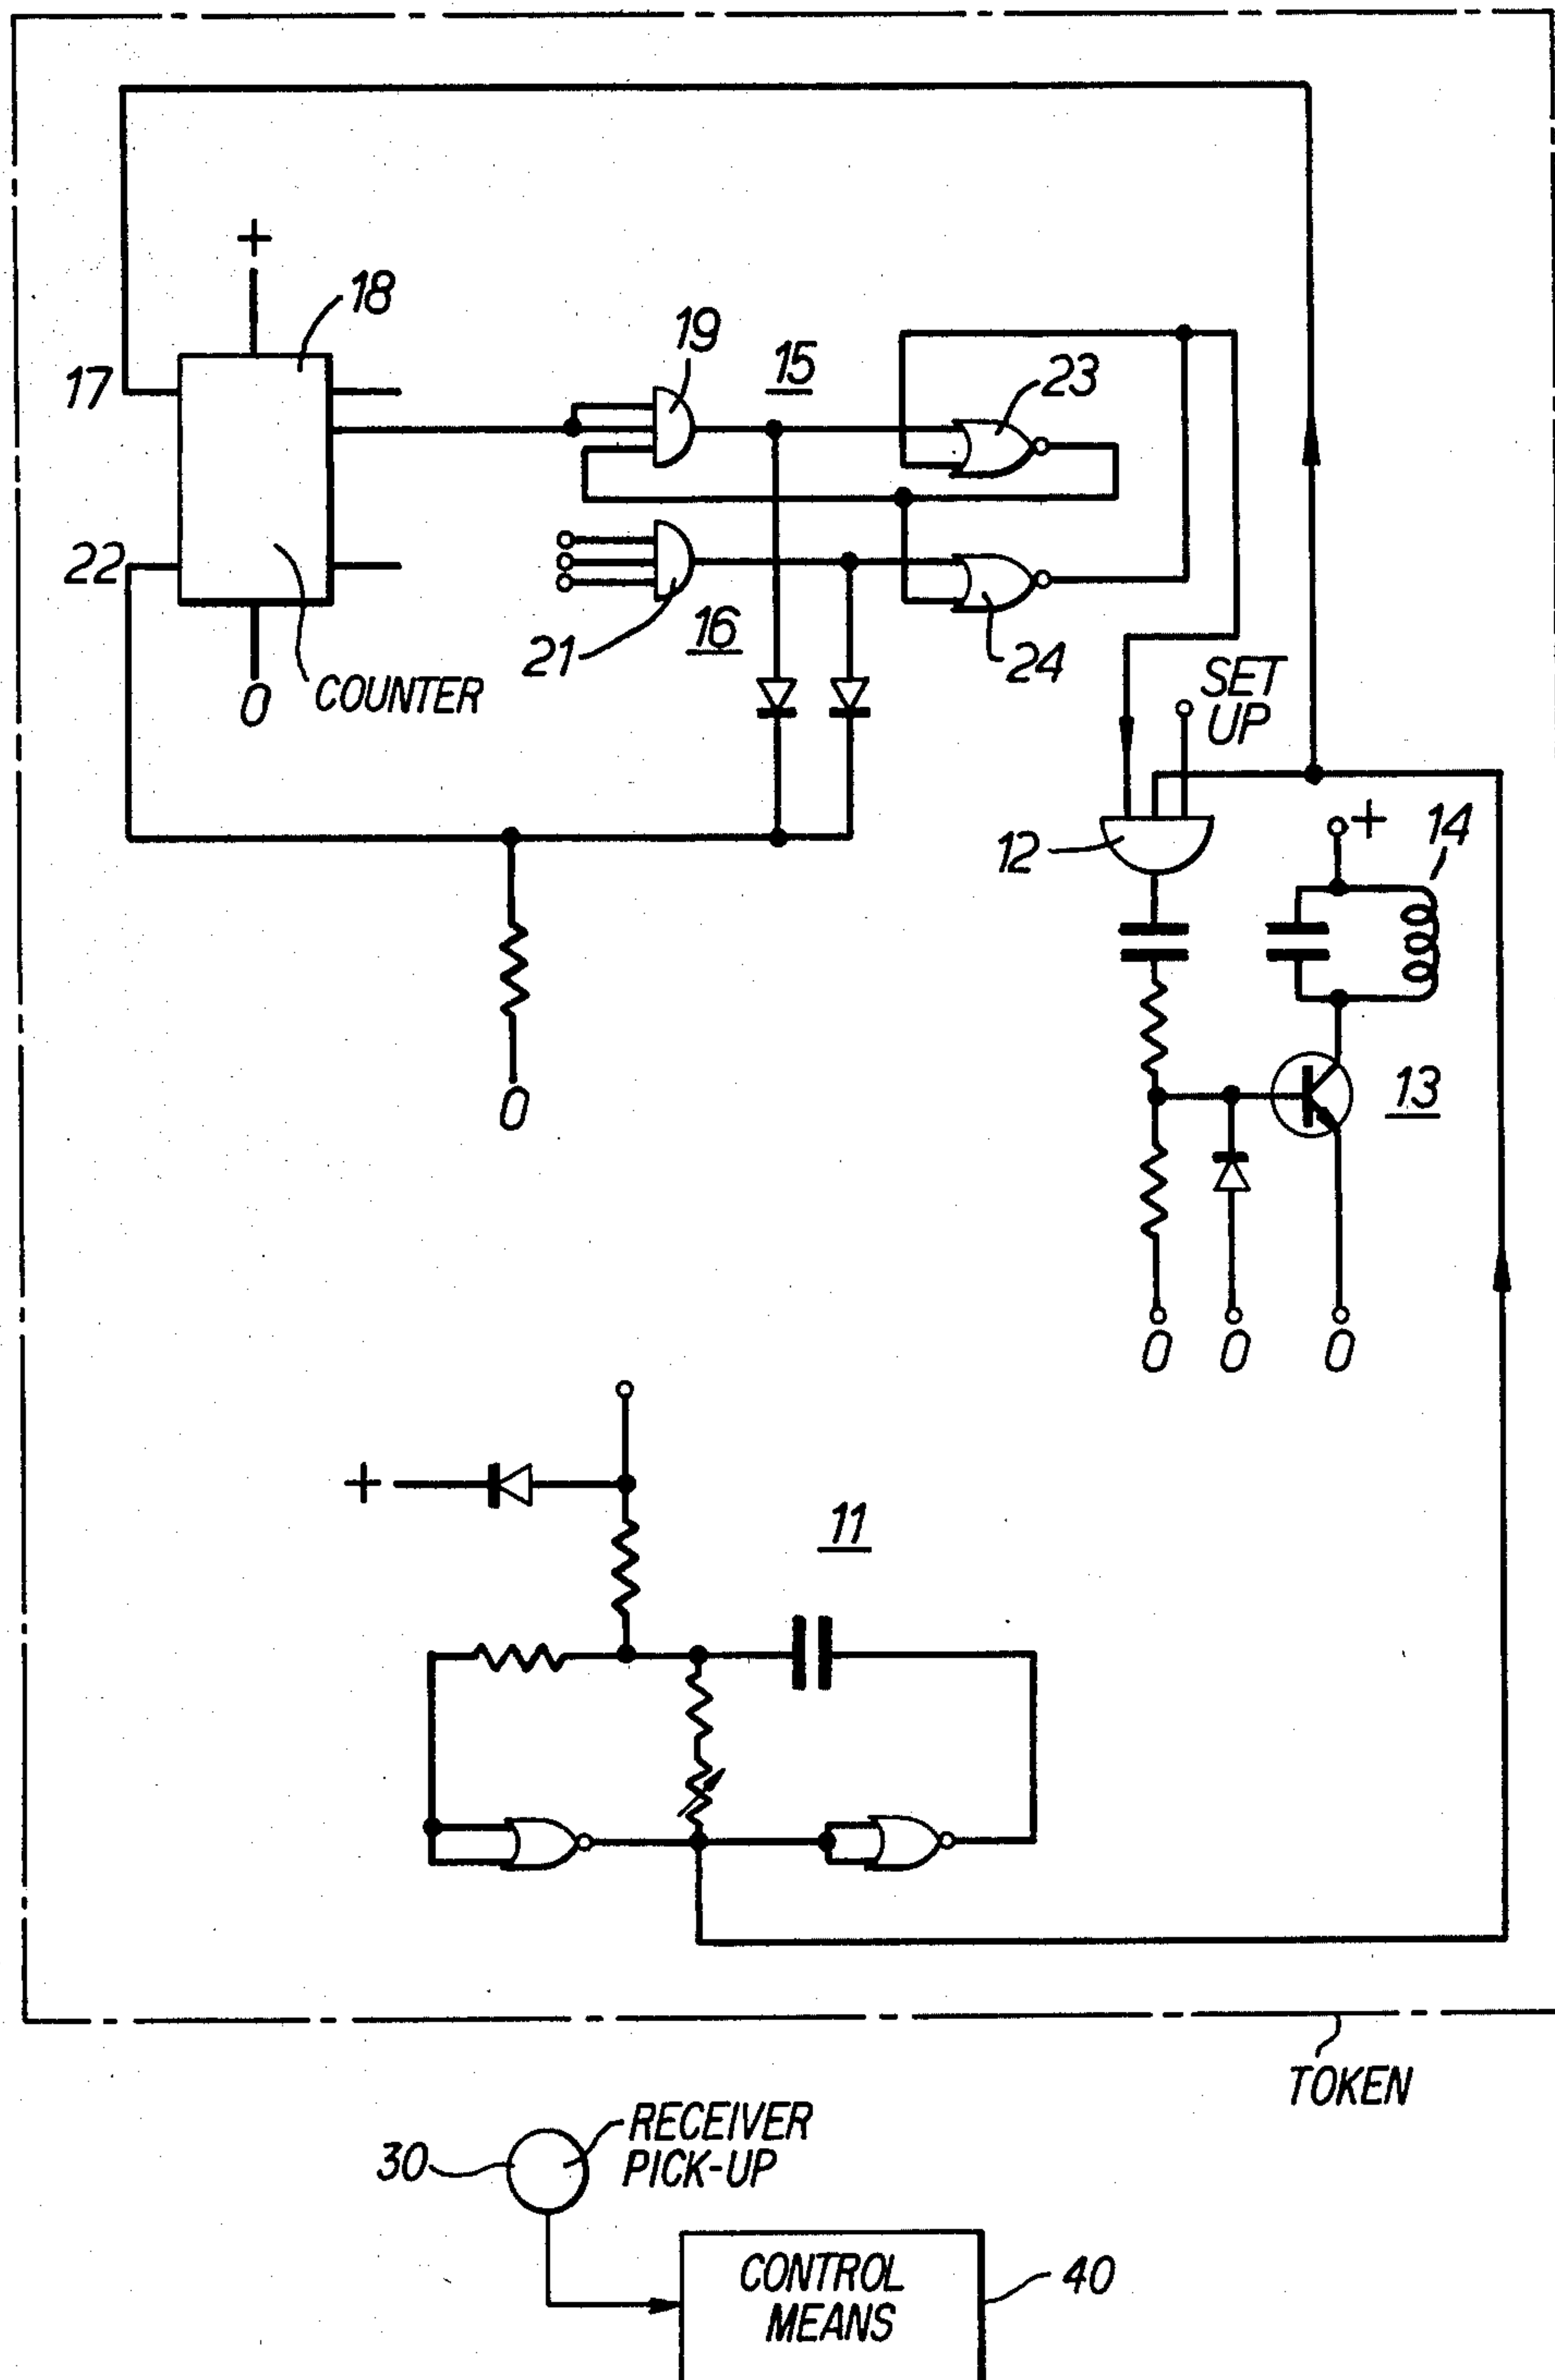 +
18
19
15
23
17
22
21
16
24
0
COUNTER
SET
UP
12
+
14
0
13
0
0
0
+
11
TOKEN
30
RECEIVER
PICK-UP
CONTROL
MEANS
40